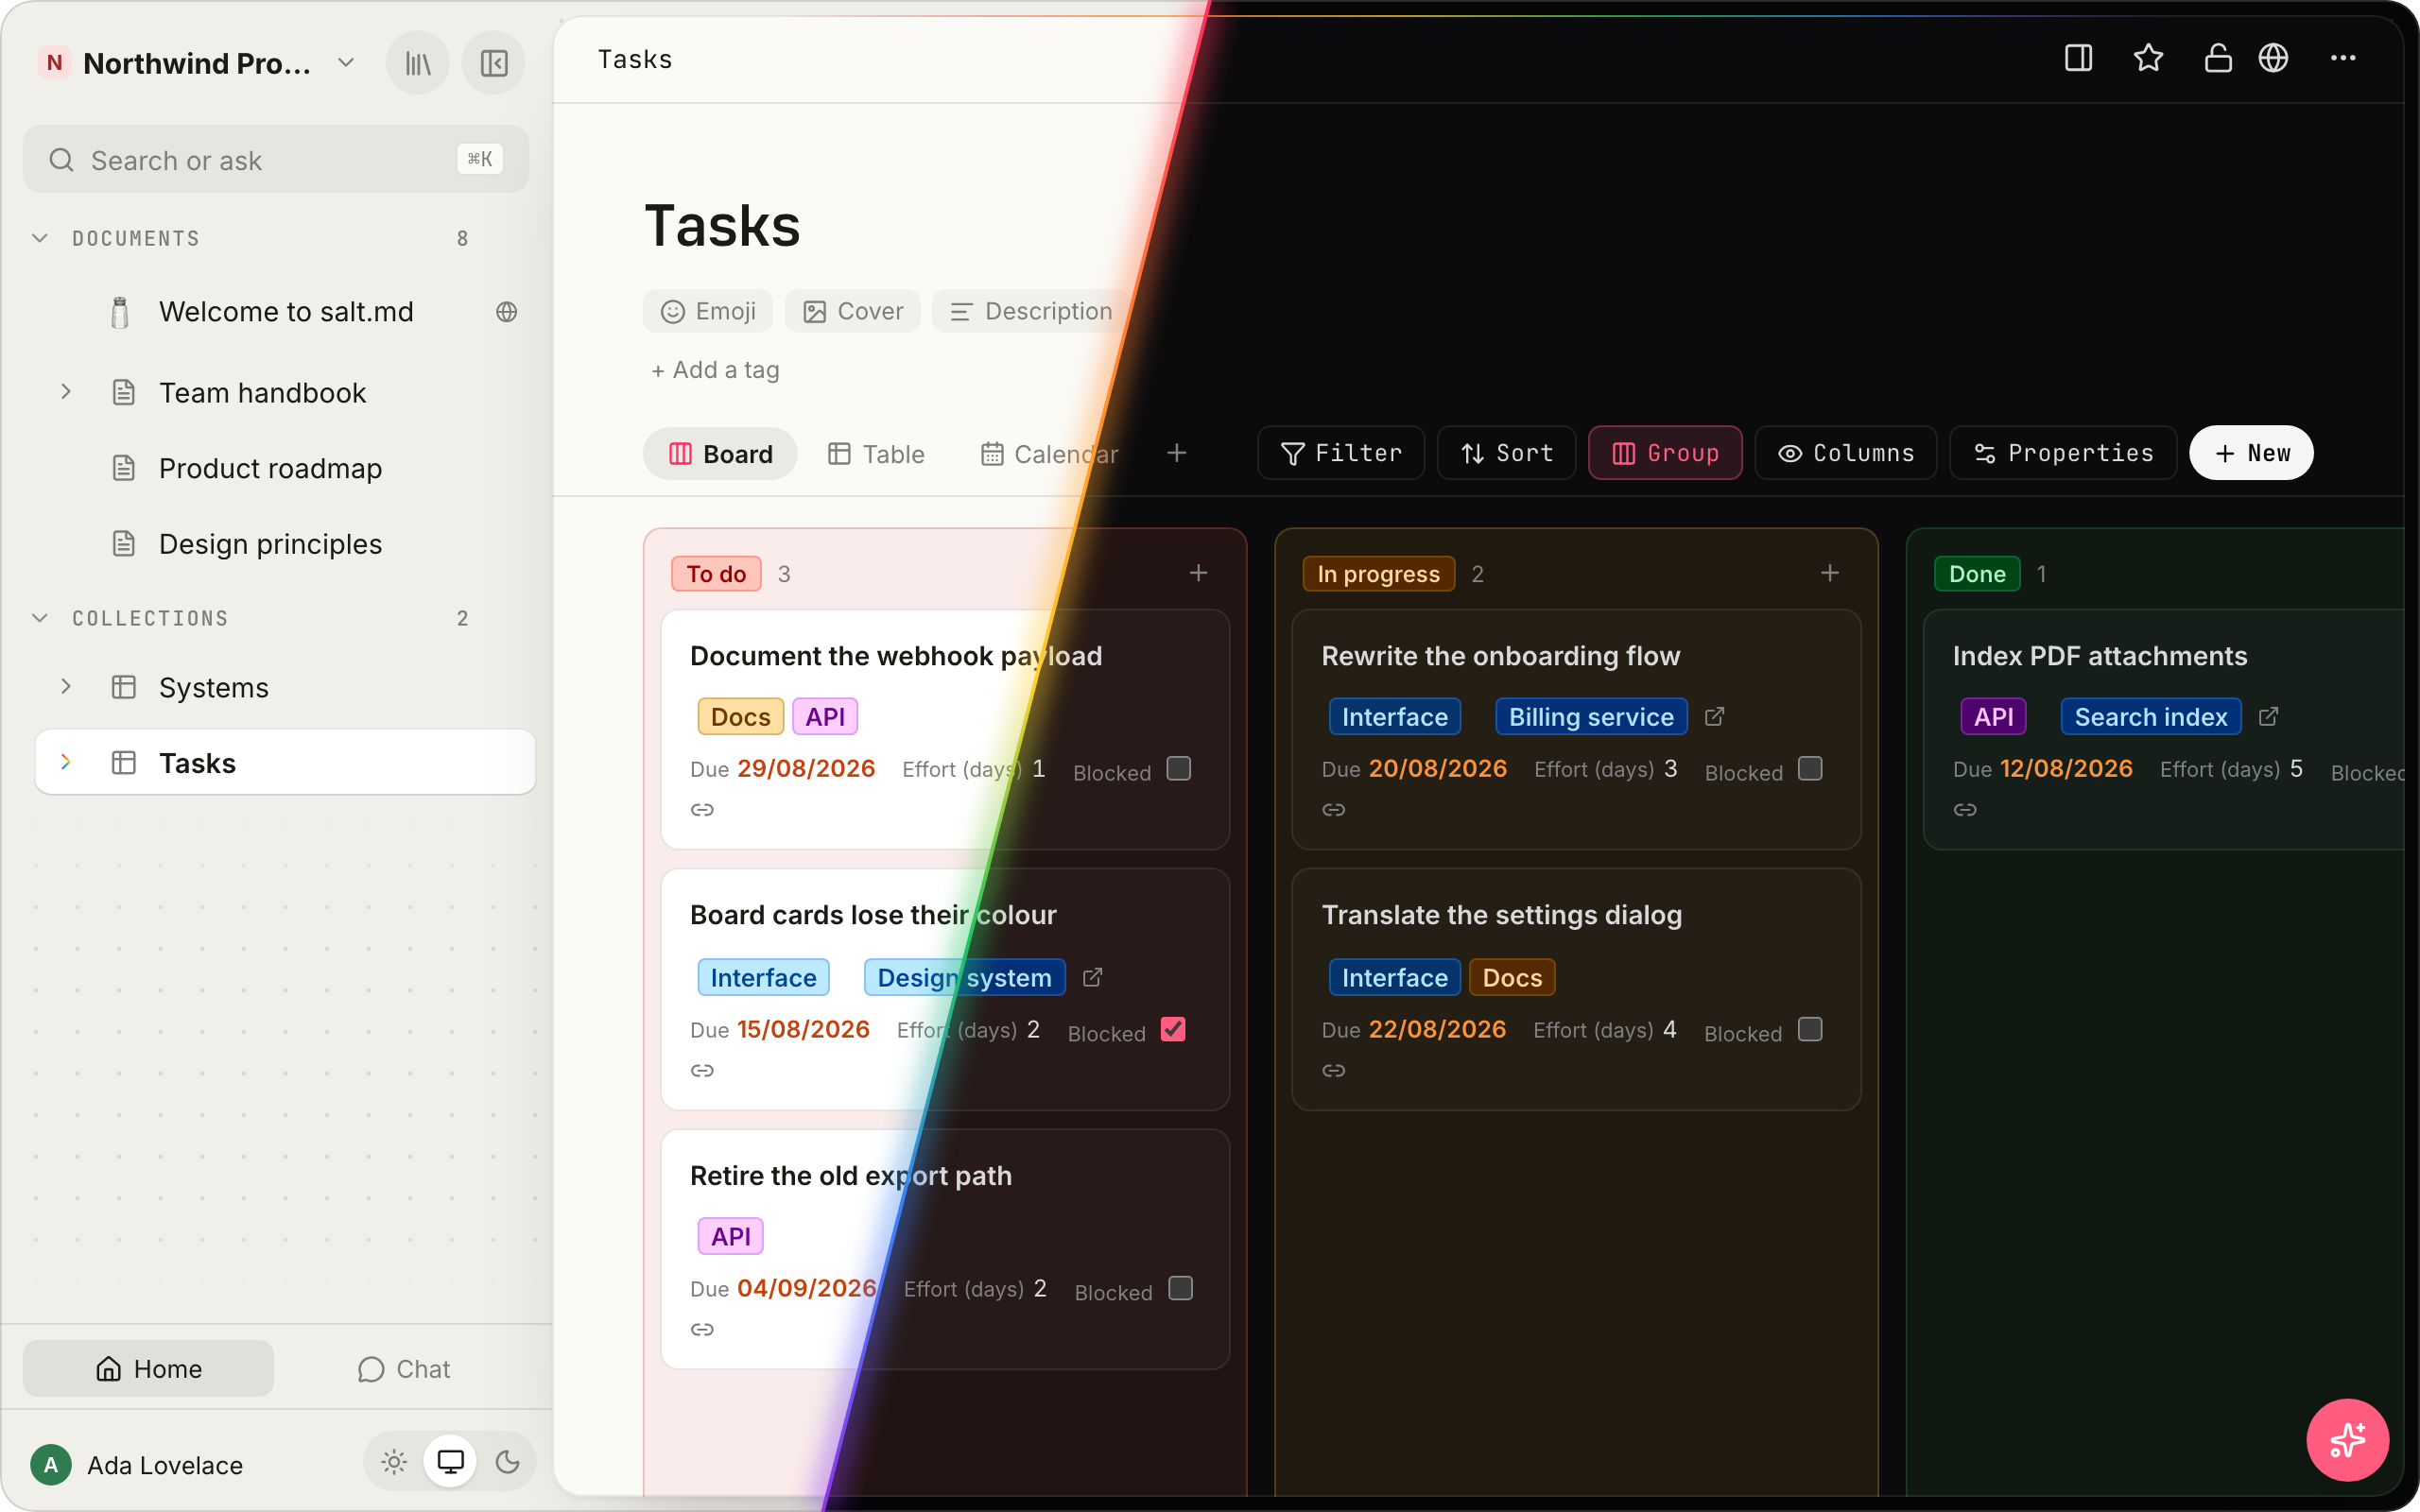 N Northwind Pro...
Search or ask ⌘K
DOCUMENTS 8
Welcome to salt.md
Team handbook
Product roadmap
Design principles
COLLECTIONS 2
Systems
Tasks
Home Chat
A Ada Lovelace
Tasks
Tasks
Emoji Cover Description
+ Add a tag
Board Table Calendar + Filter Sort Group Columns Properties + New
To do 3 +
Document the webhook payload
Docs API
Due 29/08/2026 Effort (days) 1 Blocked
Board cards lose their colour
Interface Design system
Due 15/08/2026 Effort (days) 2 Blocked
Retire the old export path
API
Due 04/09/2026 Effort (days) 2 Blocked
In progress 2 +
Rewrite the onboarding flow
Interface Billing service
Due 20/08/2026 Effort (days) 3 Blocked
Translate the settings dialog
Interface Docs
Due 22/08/2026 Effort (days) 4 Blocked
Done 1
Index PDF attachments
API Search index
Due 12/08/2026 Effort (days) 5 Blocked